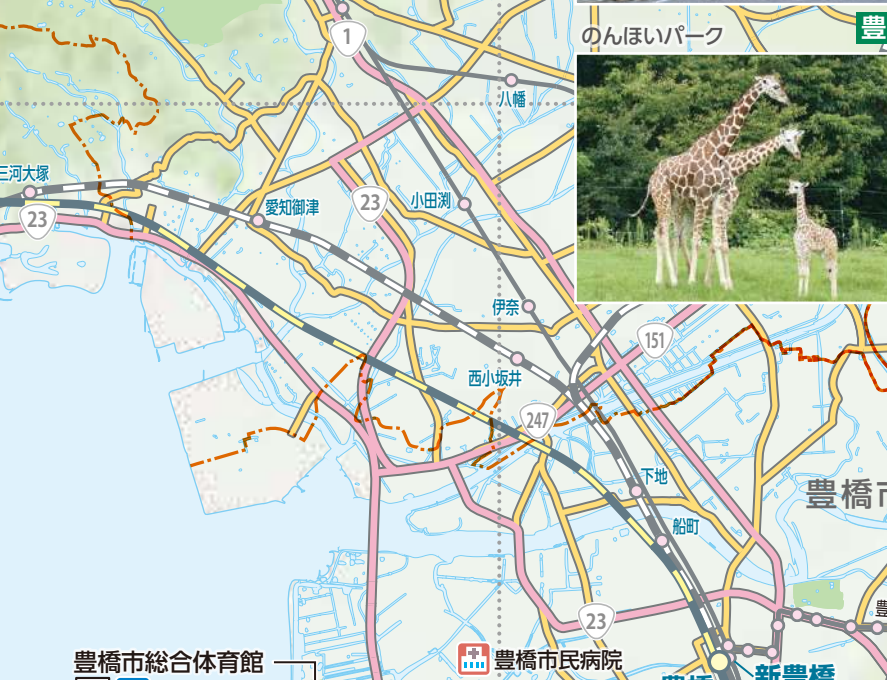 1
のんほいパーク
豊
八幡
三河大塚
23
愛知御津
23
小田渕
伊奈
151
西小坂井
247
下地
豊橋市
船町
23
豊橋市民病院
豊橋市総合体育館
新豊橋